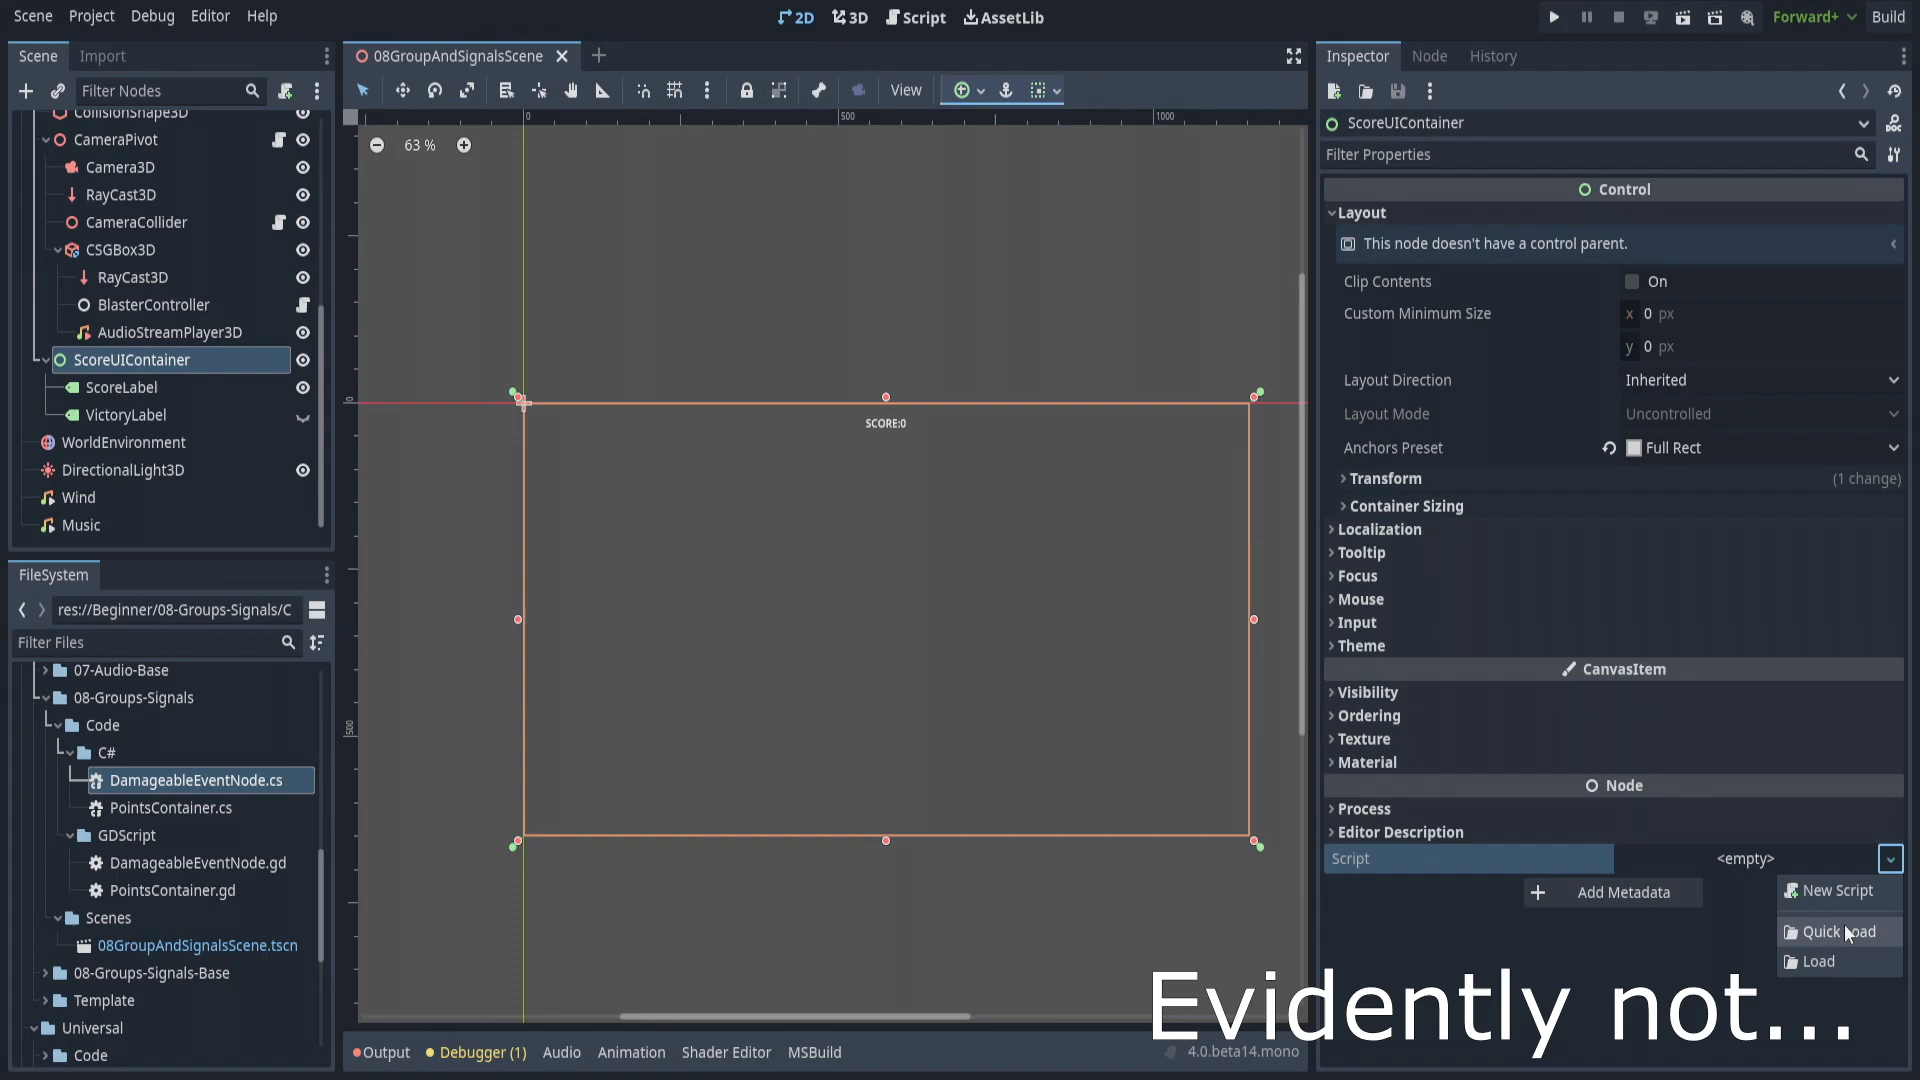 Scene Project Debug Editor Help
2D 3D Script AssetLib
Forward+ Build
Scene Import
Filter Nodes
CollisionShape3D
CameraPivot
Camera3D
RayCast3D
CameraCollider
CSGBox3D
RayCast3D
BlasterController
AudioStreamPlayer3D
ScoreUIContainer
ScoreLabel
VictoryLabel
WorldEnvironment
DirectionalLight3D
Wind
Music
FileSystem
res://Beginner/08-Groups-Signals/C
Filter Files
07-Audio-Base
08-Groups-Signals
Code
C#
DamageableEventNode.cs
PointsContainer.cs
GDScript
DamageableEventNode.gd
PointsContainer.gd
Scenes
08GroupAndSignalsScene.tscn
08-Groups-Signals-Base
Template
Universal
Code
08GroupAndSignalsScene
View
0 500 1000
63 %
0
500
SCORE:0
Output Debugger (1) Audio Animation Shader Editor MSBuild 4.0.beta14.mono
Inspector Node History
ScoreUIContainer
Filter Properties
Control
Layout
This node doesn't have a control parent.
Clip Contents On
Custom Minimum Size x 0 px
y 0 px
Layout Direction Inherited
Layout Mode Uncontrolled
Anchors Preset Full Rect
Transform (1 change)
Container Sizing
Localization
Tooltip
Focus
Mouse
Input
Theme
CanvasItem
Visibility
Ordering
Texture
Material
Node
Process
Editor Description
Script <empty>
Add Metadata
New Script
Quick Load
Load
Evidently not...